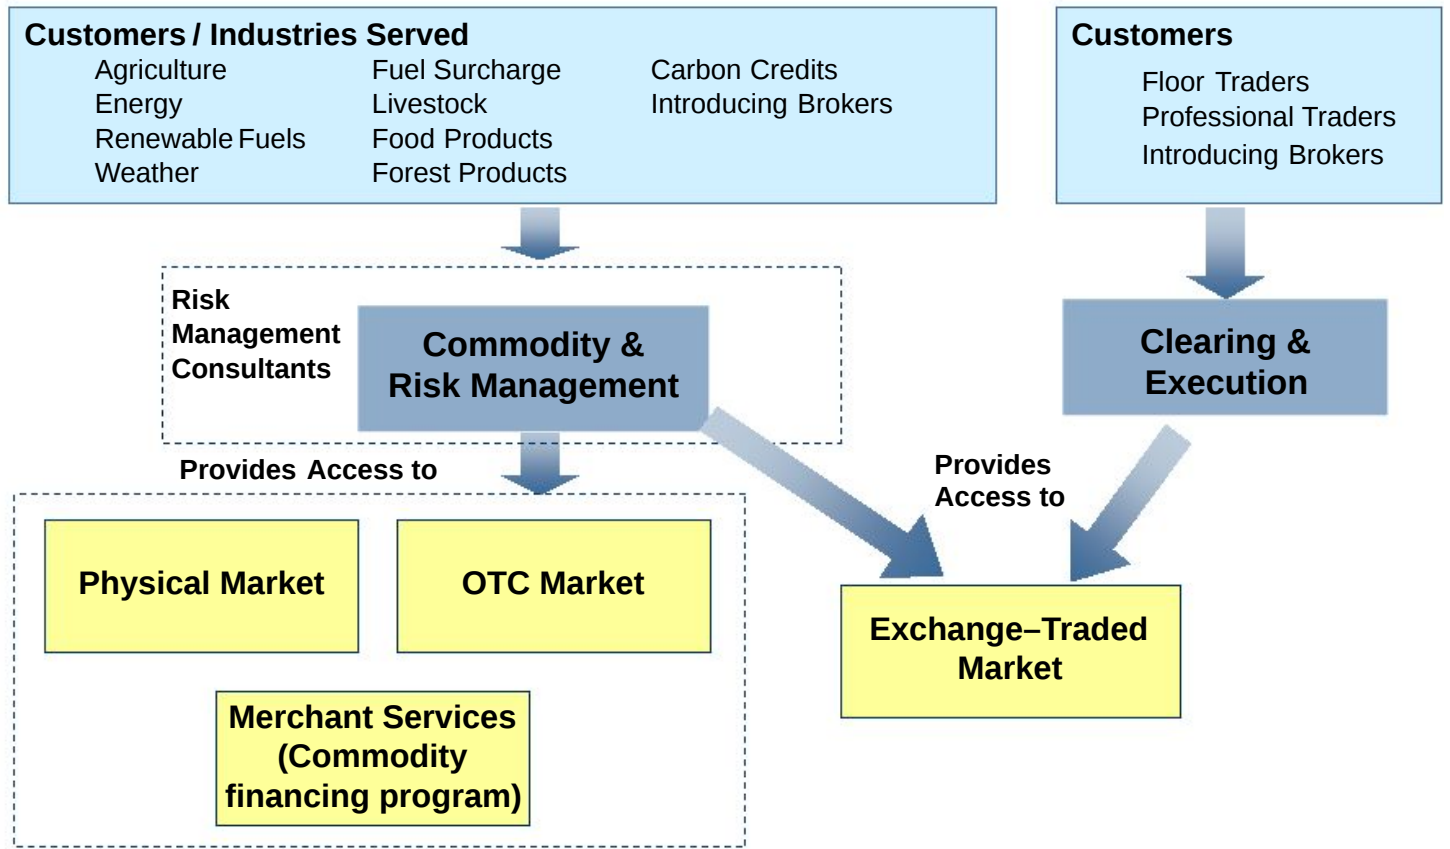 Customers / Industries Served
Agriculture
Energy
Renewable Fuels
Weather
Fuel Surcharge
Livestock
Food Products
Forest Products
Carbon Credits
Introducing Brokers
Customers
Floor Traders
Professional Traders
Introducing Brokers
Risk
Management
Consultants
Commodity &
Risk Management
Clearing &
Execution
Provides Access to
Provides
Access to
Physical Market
OTC Market
Merchant Services
(Commodity
financing program)
Exchange–Traded
Market